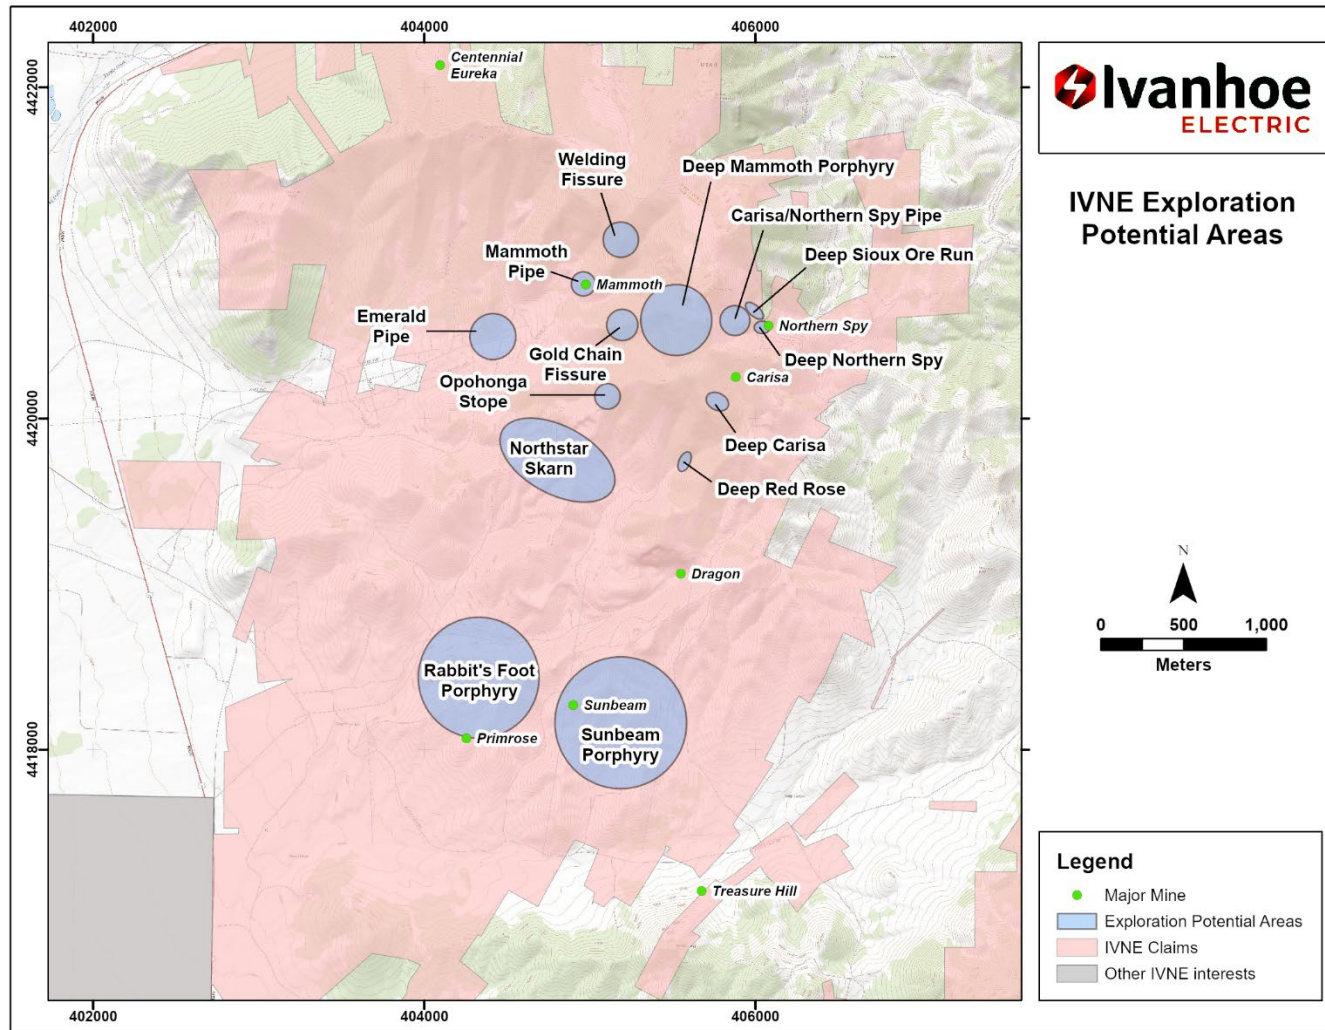 402000
404000
406000
4422000
4420000
4418000
Centennial
Eureka
Welding
Fissure
Deep Mammoth Porphyry
Carisa/Northern Spy Pipe
Mammoth
Pipe
Deep Sioux Ore Run
Mammoth
Emerald
Pipe
Northern Spy
Gold Chain
Fissure
Deep Northern Spy
Opohonga
Stope
Carisa
Northstar
Skarn
Deep Carisa
Deep Red Rose
Dragon
Rabbit's Foot
Porphyry
Sunbeam
Sunbeam
Porphyry
Primrose
Treasure Hill
402000
404000
406000
Ivanhoe
ELECTRIC
IVNE Exploration
Potential Areas
N
0 500 1,000
Meters
Legend
Major Mine
Exploration Potential Areas
IVNE Claims
Other IVNE interests